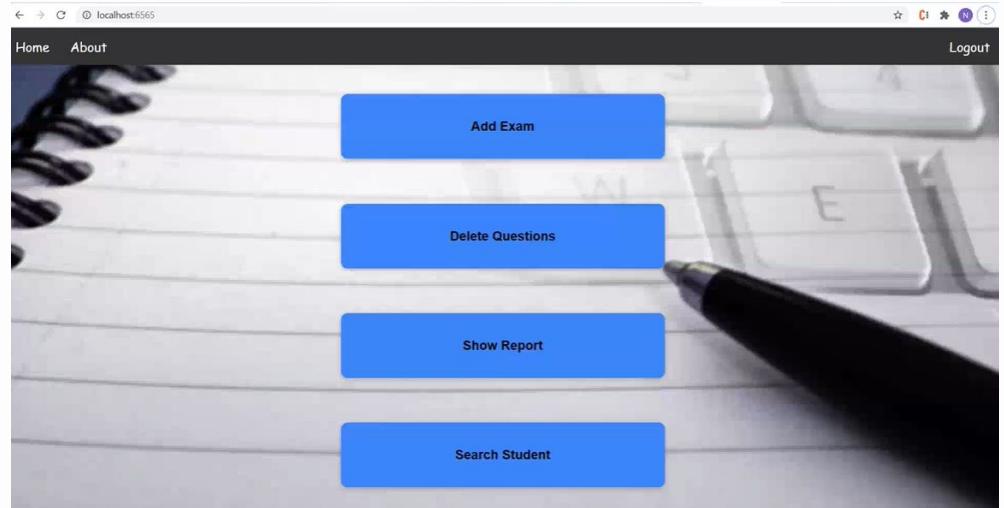 localhost:6565
N
Home About Logout
Add Exam
W E
Delete Questions
Show Report
Search Student